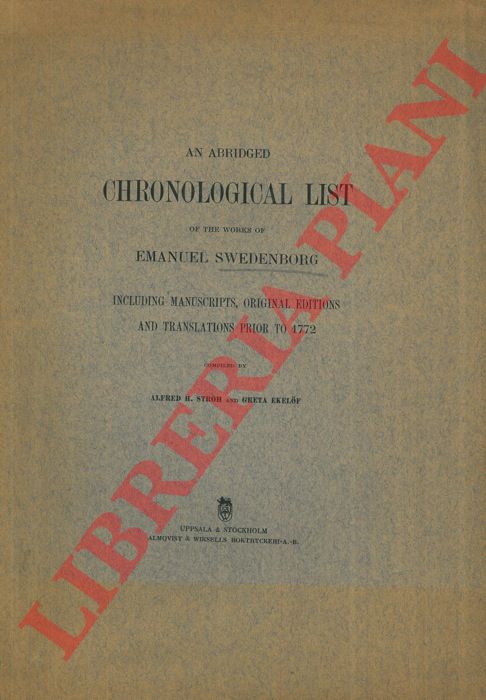 AN ABRIDGED
CHRONOLOGICAL LIST
OF THE WORKS OF
EMANUEL SWEDENBORG
INCLUDING MANUSCRIPTS, ORIGINAL EDITIONS
AND TRANSLATIONS PRIOR TO 1772
COMPILED BY
ALFRED H. STROH AND GRETA EKELÖF
UPPSALA & STOCKHOLM
ALMQVIST & WIKSELLS BOKTRYCKERI-A.-B.
LIBRERIA PIANI